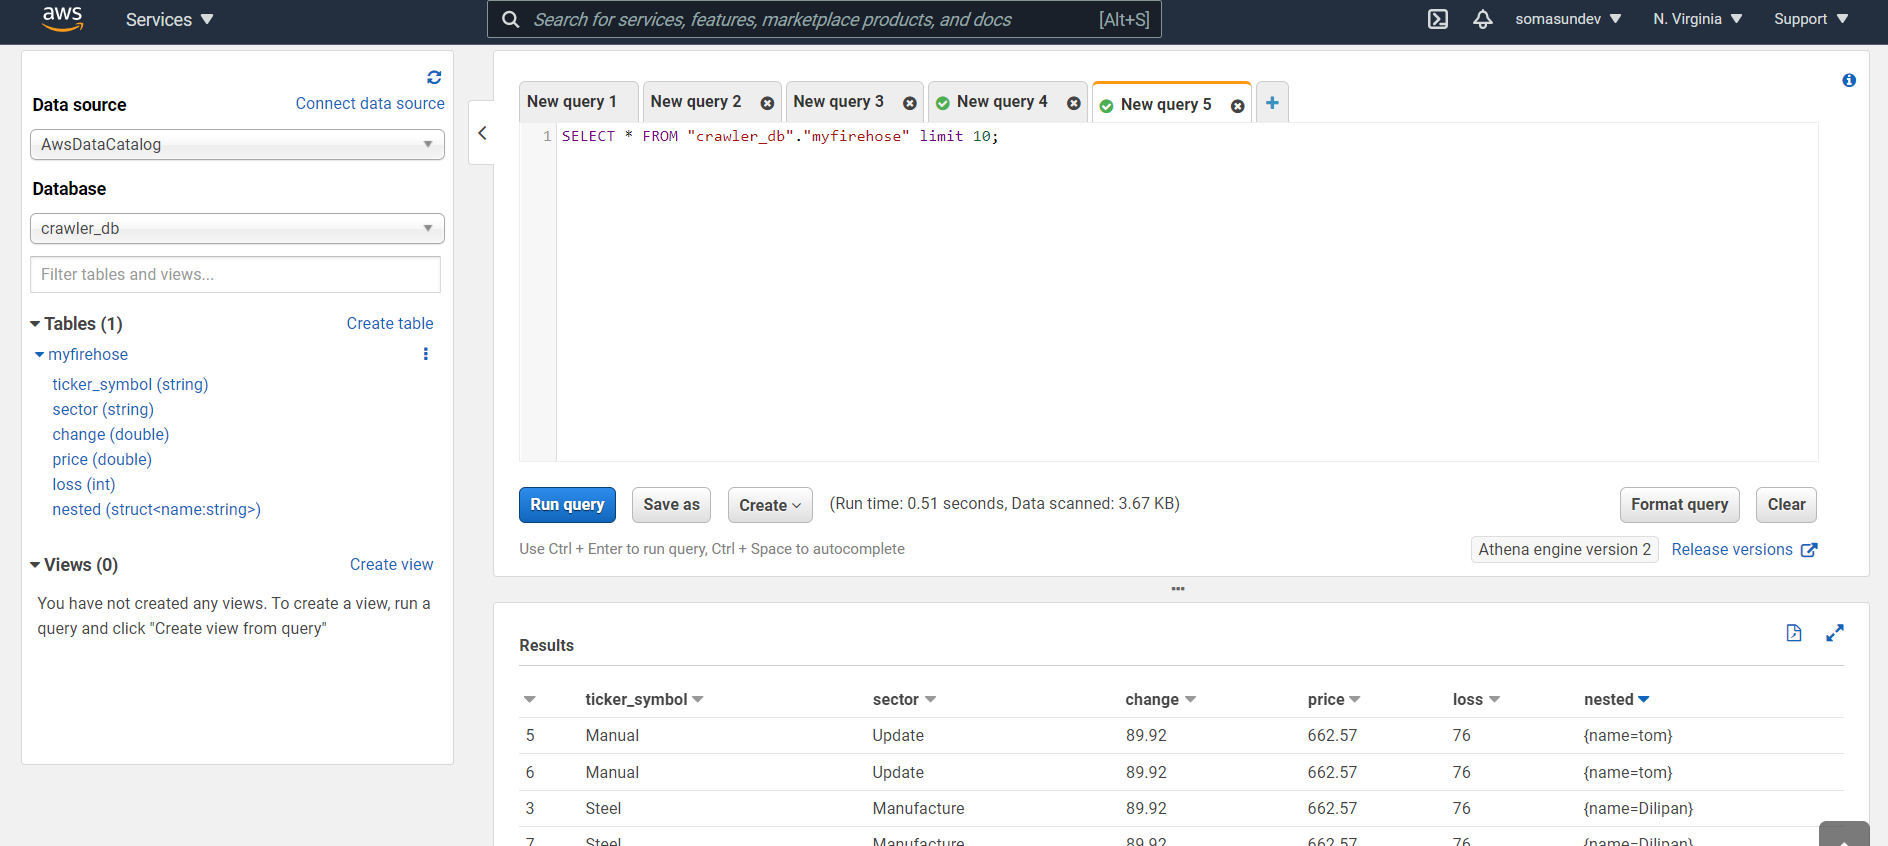 aws
Services
Search for services, features, marketplace products, and docs [Alt+S]
somasundev
N. Virginia
Support
Data source
Connect data source
AwsDataCatalog
Database
crawler_db
Filter tables and views...
Tables (1)
Create table
myfirehose
ticker_symbol (string)
sector (string)
change (double)
price (double)
loss (int)
nested (struct<name:string>)
Views (0)
Create view
You have not created any views. To create a view, run a
query and click "Create view from query"
New query 1
New query 2
New query 3
New query 4
New query 5
1 SELECT * FROM "crawler_db"."myfirehose" limit 10;
Run query
Save as
Create
(Run time: 0.51 seconds, Data scanned: 3.67 KB)
Format query
Clear
Use Ctrl + Enter to run query, Ctrl + Space to autocomplete
Athena engine version 2
Release versions
Results
ticker_symbol sector change price loss nested
5 Manual Update 89.92 662.57 76 {name=tom}
6 Manual Update 89.92 662.57 76 {name=tom}
3 Steel Manufacture 89.92 662.57 76 {name=Dilipan}
7 Steel Manufacture 89.92 662.57 76 {name=Dilipan}